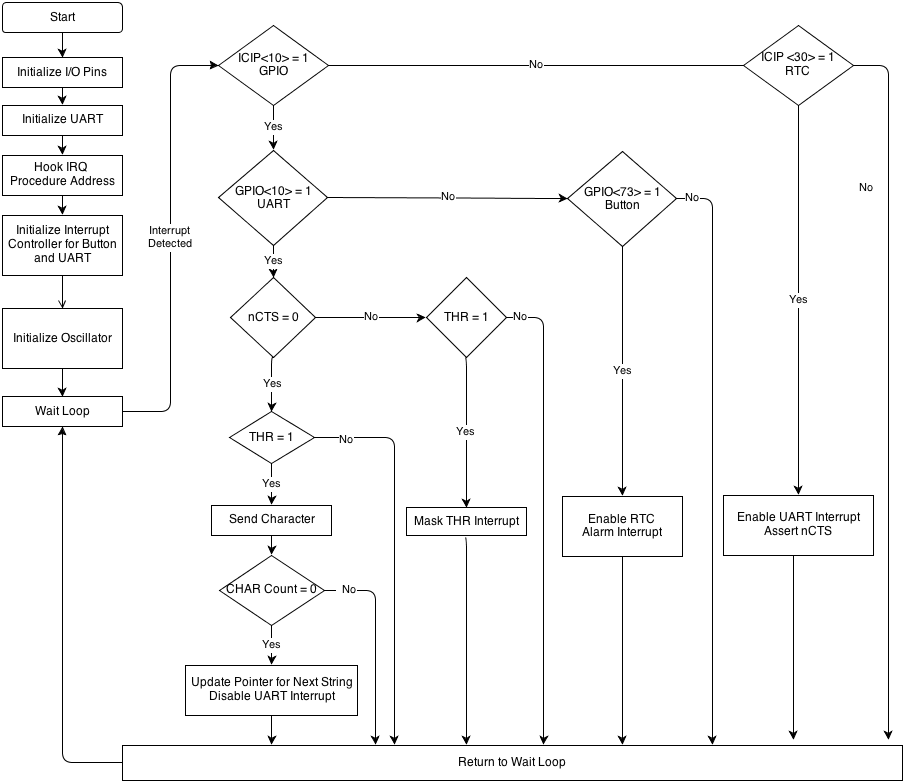 Start
Initialize I/O Pins
Initialize UART
Hook IRQ
Procedure Address
Initialize Interrupt
Controller for Button
and UART
Initialize Oscillator
Wait Loop
Interrupt
Detected
ICIP<10> = 1
GPIO
No
ICIP <30> = 1
RTC
No
Yes
Yes
GPIO<10> = 1
UART
No
GPIO<73> = 1
Button
No
Yes
Yes
nCTS = 0
No
THR = 1
No
Yes
Yes
THR = 1
No
Yes
Send Character
Mask THR Interrupt
Enable RTC
Alarm Interrupt
Enable UART Interrupt
Assert nCTS
CHAR Count = 0
No
Yes
Update Pointer for Next String
Disable UART Interrupt
Return to Wait Loop